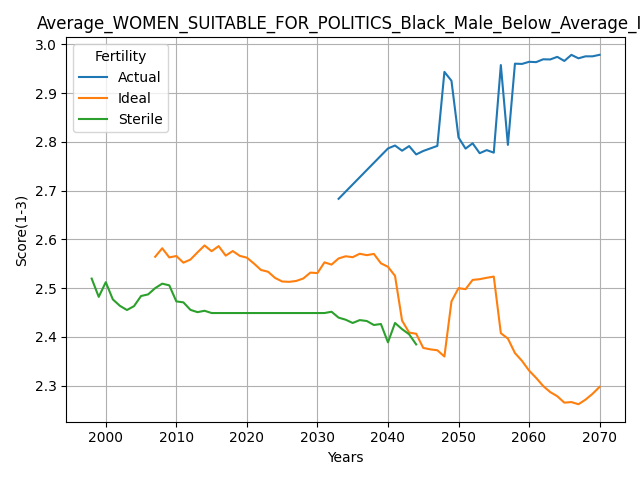 Average_WOMEN_SUITABLE_FOR_POLITICS_Black_Male_Below_Average_I
Fertility
Actual
Ideal
Sterile
Score(1-3)
3.0
2.9
2.8
2.7
2.6
2.5
2.4
2.3
2000 2010 2020 2030 2040 2050 2060 2070
Years